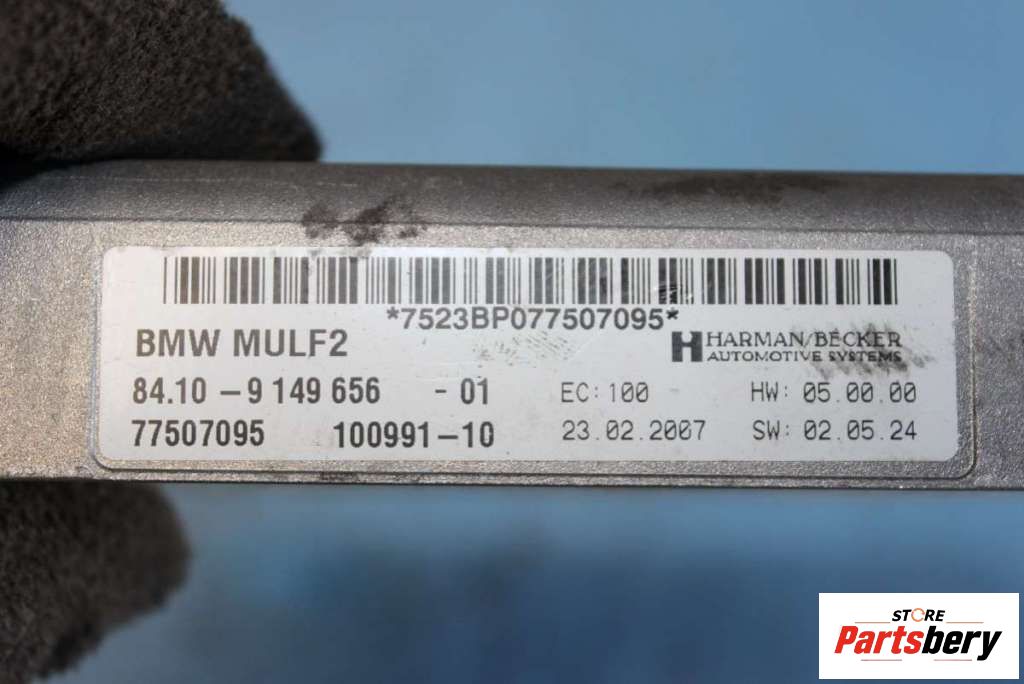 *7523BP077507095*
BMW MULF2
HARMAN/BECKER
AUTOMOTIVE SYSTEMS
84.10 - 9 149 656 - 01 EC: 100 HW: 05.00.00
77507095 100991-10 23.02.2007 SW: 02.05.24
STORE
Partsbery